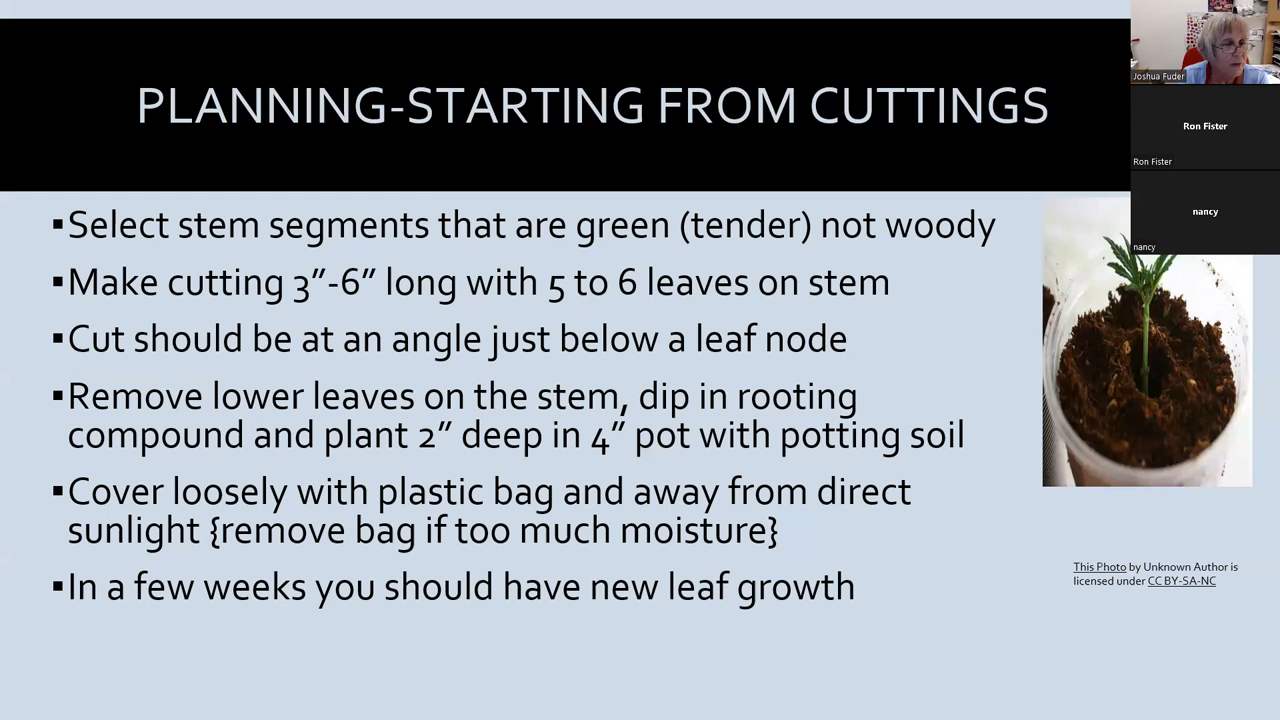 PLANNING-STARTING FROM CUTTINGS
▪Select stem segments that are green (tender) not woody
▪Make cutting 3”-6” long with 5 to 6 leaves on stem
▪Cut should be at an angle just below a leaf node
▪Remove lower leaves on the stem, dip in rooting
compound and plant 2” deep in 4” pot with potting soil
▪Cover loosely with plastic bag and away from direct
sunlight {remove bag if too much moisture}
▪In a few weeks you should have new leaf growth
Joshua Fuder
Ron Fister
Ron Fister
nancy
nancy
This Photo by Unknown Author is
licensed under CC BY-SA-NC